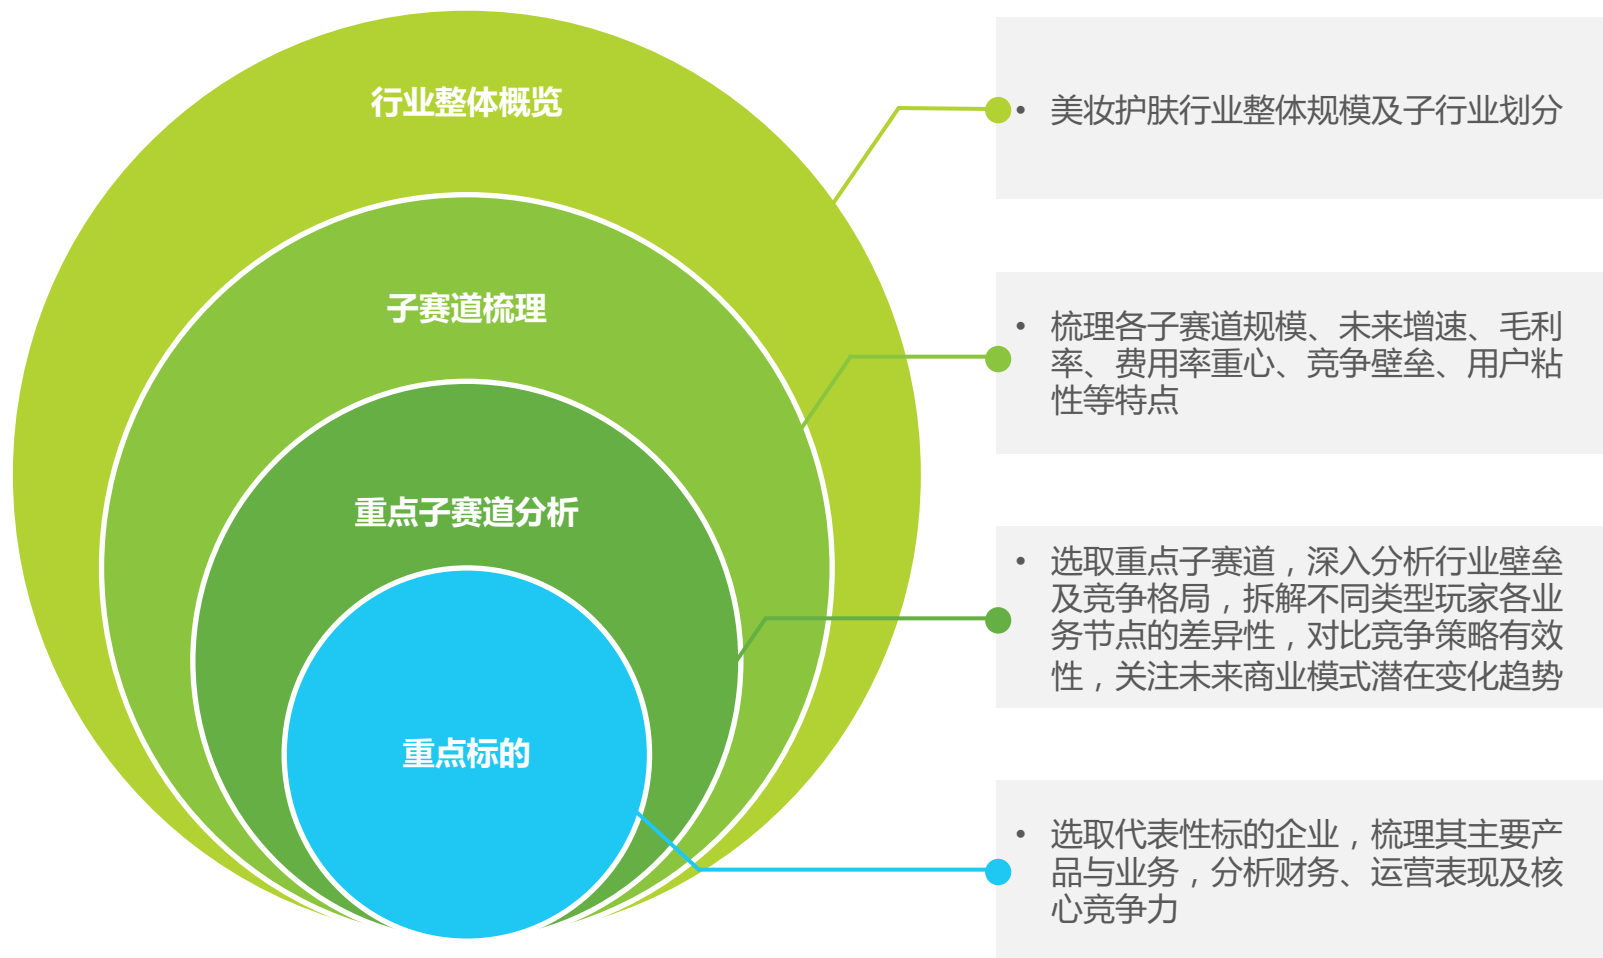 行业整体概览
• 美妆护肤行业整体规模及子行业划分
子赛道梳理
• 梳理各子赛道规模、未来增速、毛利
率、费用率重心、竞争壁垒、用户粘
性等特点
重点子赛道分析
• 选取重点子赛道，深入分析行业壁垒
及竞争格局，拆解不同类型玩家各业
务节点的差异性，对比竞争策略有效
性，关注未来商业模式潜在变化趋势
重点标的
• 选取代表性标的企业，梳理其主要产
品与业务，分析财务、运营表现及核
心竞争力